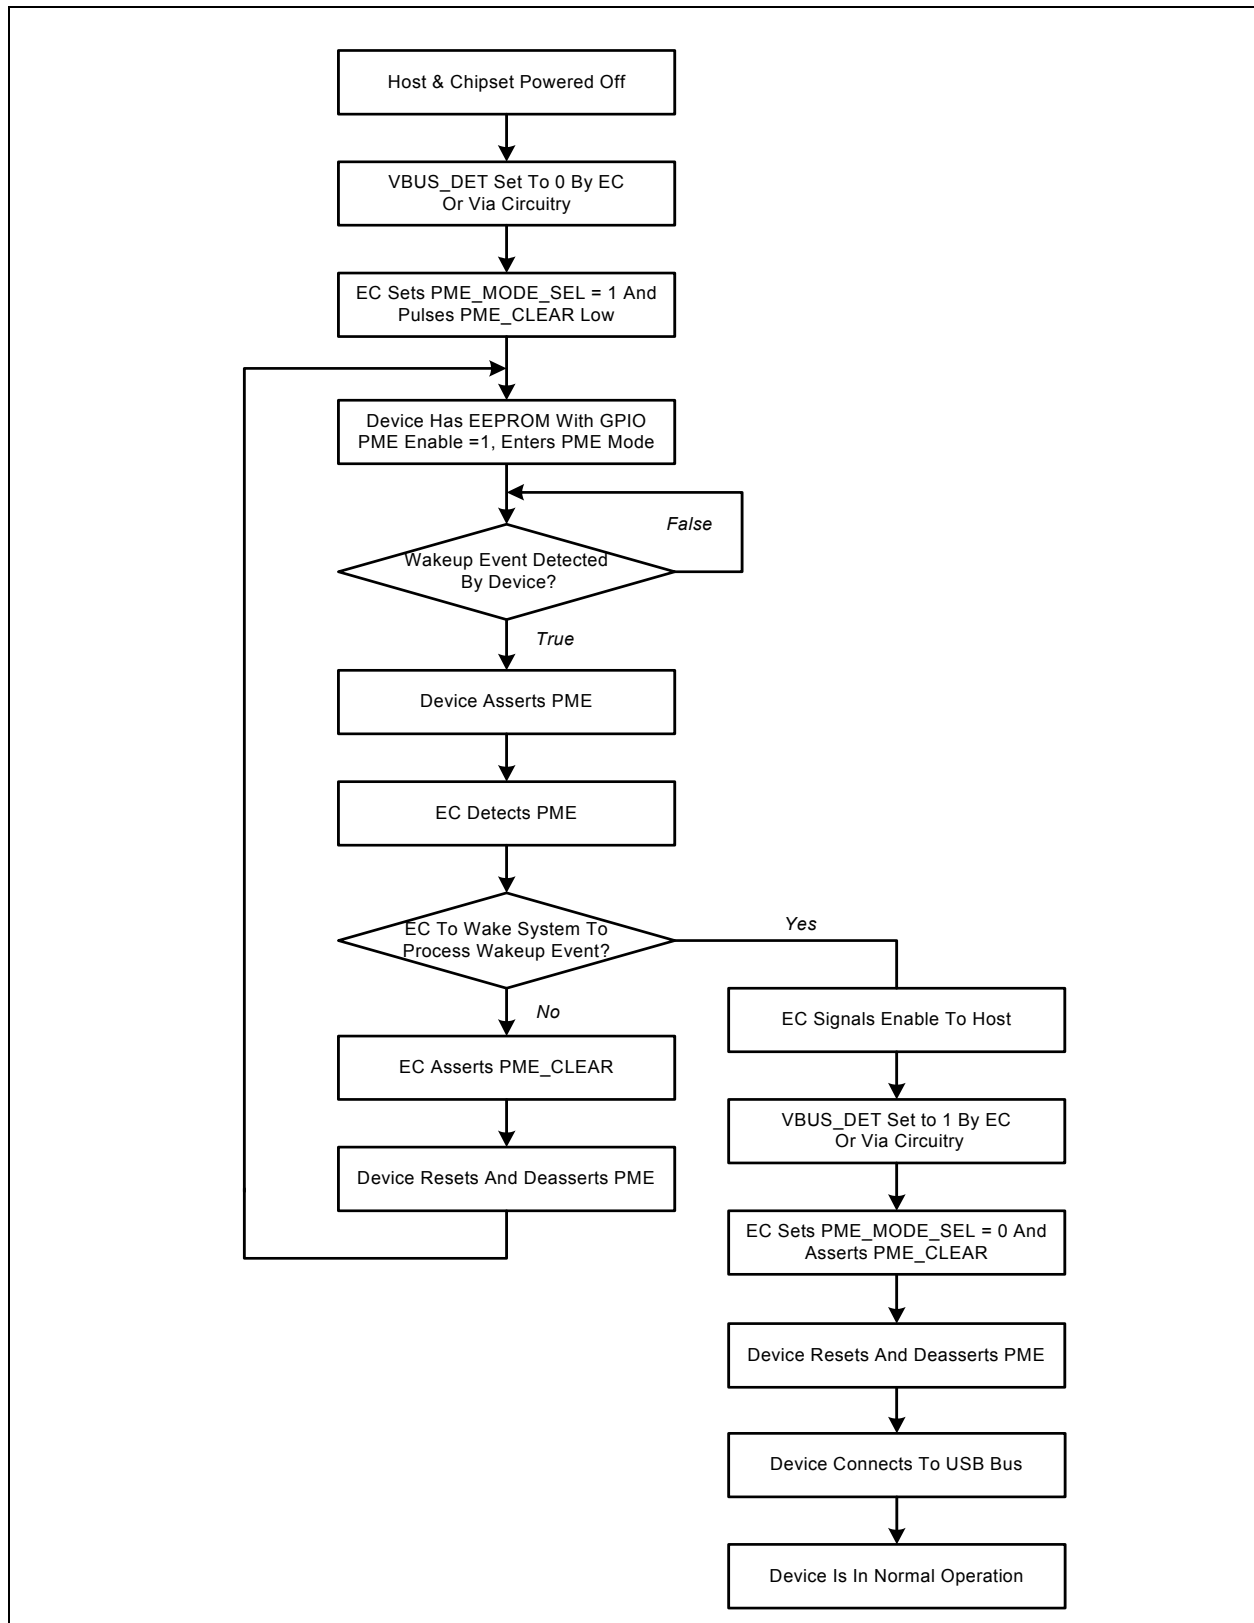 Host & Chipset Powered Off
VBUS_DET Set To 0 By EC
Or Via Circuitry
EC Sets PME_MODE_SEL = 1 And
Pulses PME_CLEAR Low
Device Has EEPROM With GPIO
PME Enable =1, Enters PME Mode
False
Wakeup Event Detected
By Device?
True
Device Asserts PME
EC Detects PME
EC To Wake System To
Process Wakeup Event?
Yes
No
EC Asserts PME_CLEAR
Device Resets And Deasserts PME
EC Signals Enable To Host
VBUS_DET Set to 1 By EC
Or Via Circuitry
EC Sets PME_MODE_SEL = 0 And
Asserts PME_CLEAR
Device Resets And Deasserts PME
Device Connects To USB Bus
Device Is In Normal Operation